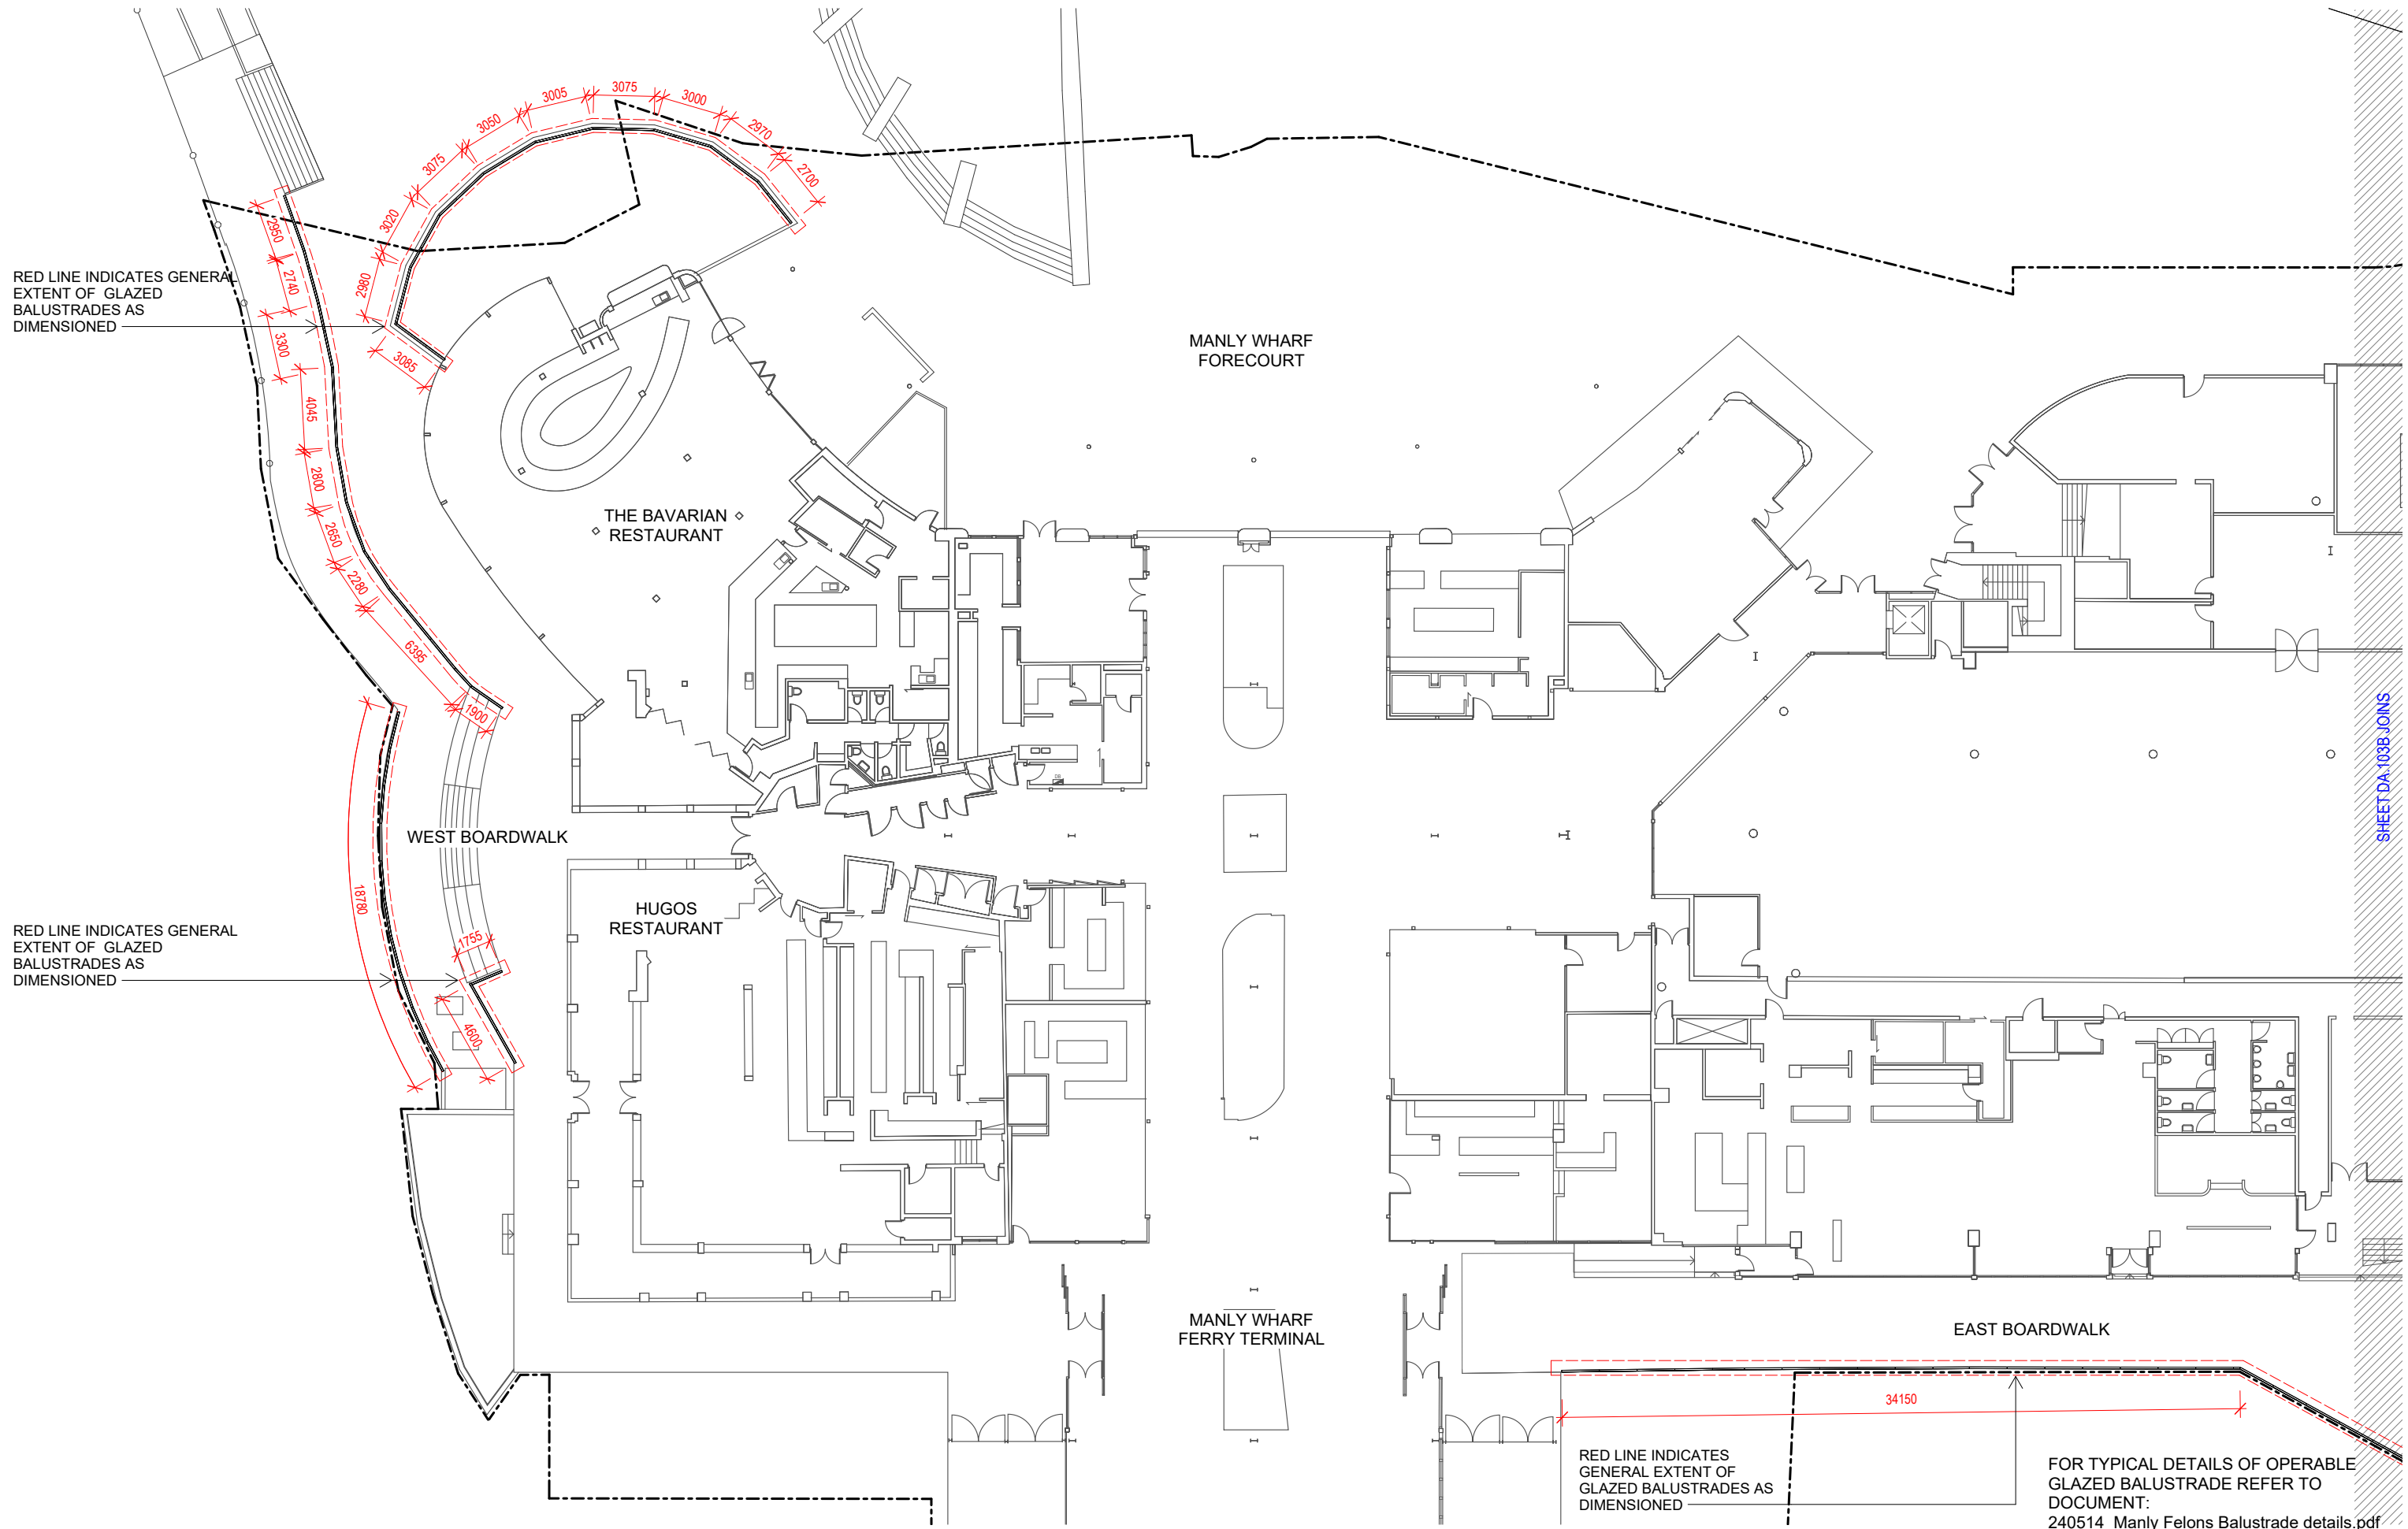 3005
3075
3000
3050
2970
3075
2700
3020
2980
3085
2950
2740
3300
4045
2800
2650
2280
6395
1900
18780
1755
4600
34150
RED LINE INDICATES GENERAL
EXTENT OF GLAZED
BALUSTRADES AS
DIMENSIONED
MANLY WHARF
FORECOURT
THE BAVARIAN
RESTAURANT
WEST BOARDWALK
HUGOS
RESTAURANT
RED LINE INDICATES GENERAL
EXTENT OF GLAZED
BALUSTRADES AS
DIMENSIONED
SHEET DA.103B JOINS
MANLY WHARF
FERRY TERMINAL
EAST BOARDWALK
RED LINE INDICATES
GENERAL EXTENT OF
GLAZED BALUSTRADES AS
DIMENSIONED
FOR TYPICAL DETAILS OF OPERABLE
GLAZED BALUSTRADE REFER TO
DOCUMENT:
240514_Manly Felons Balustrade details.pdf